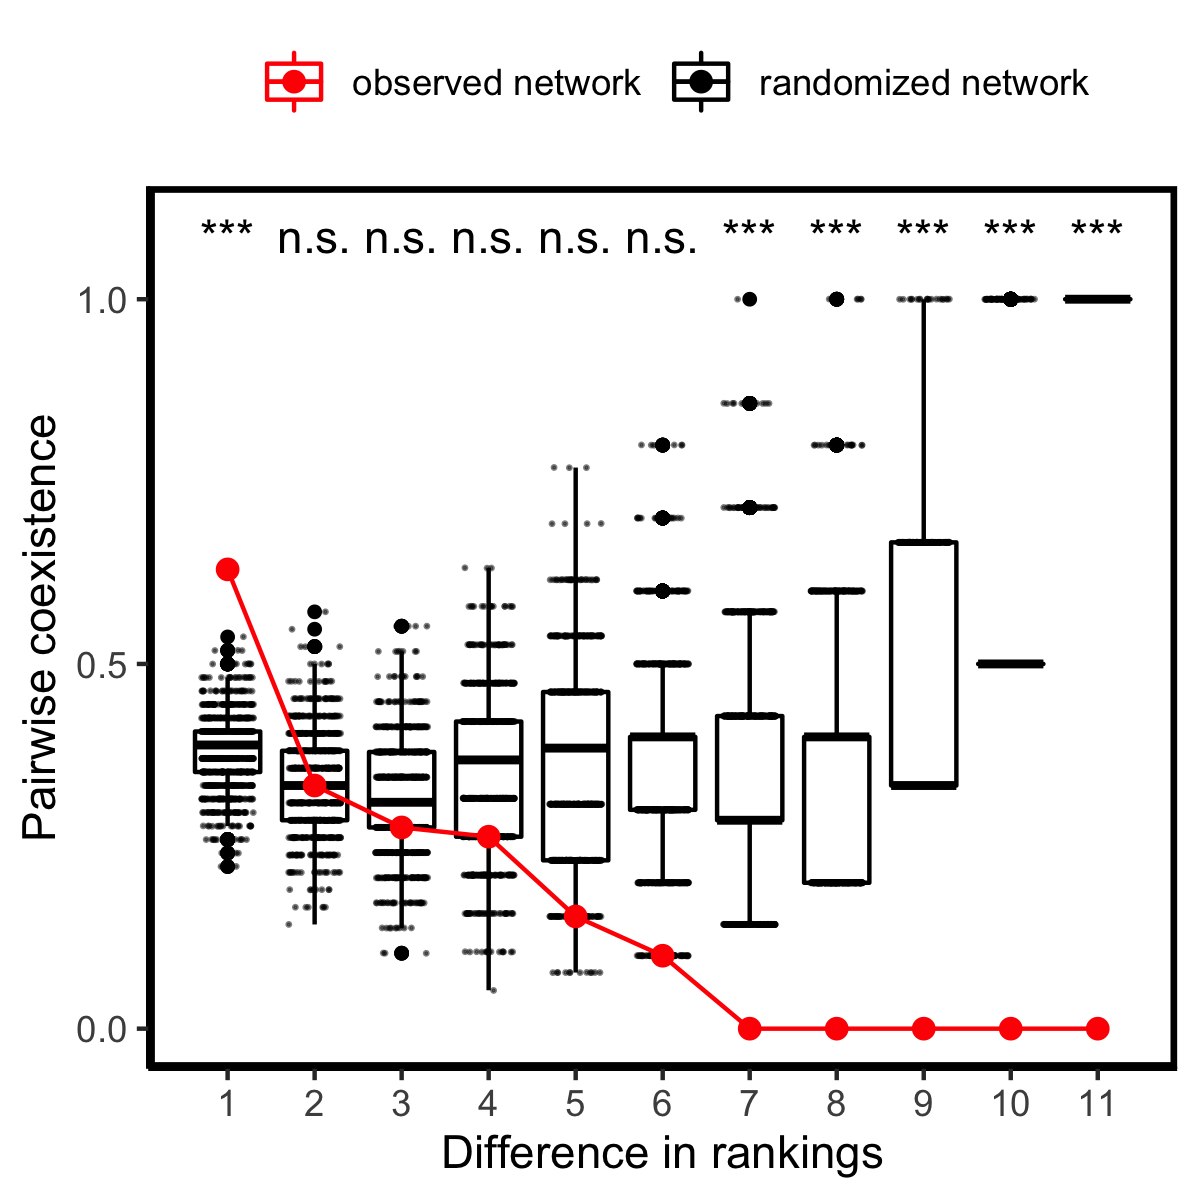 observed network randomized network
*** n.s. n.s. n.s. n.s. n.s. *** *** *** *** ***
1.0
0.5
0.0
Pairwise coexistence
1 2 3 4 5 6 7 8 9 10 11
Difference in rankings